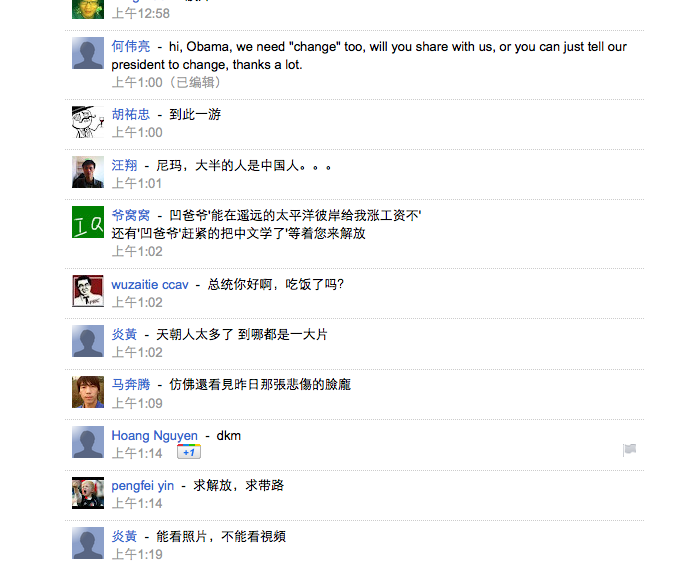 上午12:58
何伟亮 - hi, Obama, we need "change" too, will you share with us, or you can just tell our
president to change, thanks a lot.
上午1:00（已编辑）
胡祐忠 - 到此一游
上午1:00
汪翔 - 尼玛，大半的人是中国人。。。
上午1:01
爷窝窝 - 凹爸爷'能在遥远的太平洋彼岸给我涨工资不'
还有'凹爸爷'赶紧的把中文学了'等着您来解放
上午1:02
wuzaitie ccav - 总统你好啊，吃饭了吗?
上午1:02
炎黃 - 天朝人太多了 到哪都是一大片
上午1:02
马奔腾 - 仿佛還看見昨日那張悲傷的臉龐
上午1:09
Hoang Nguyen - dkm
上午1:14 +1
pengfei yin - 求解放，求带路
上午1:14
炎黃 - 能看照片，不能看視頻
上午1:19